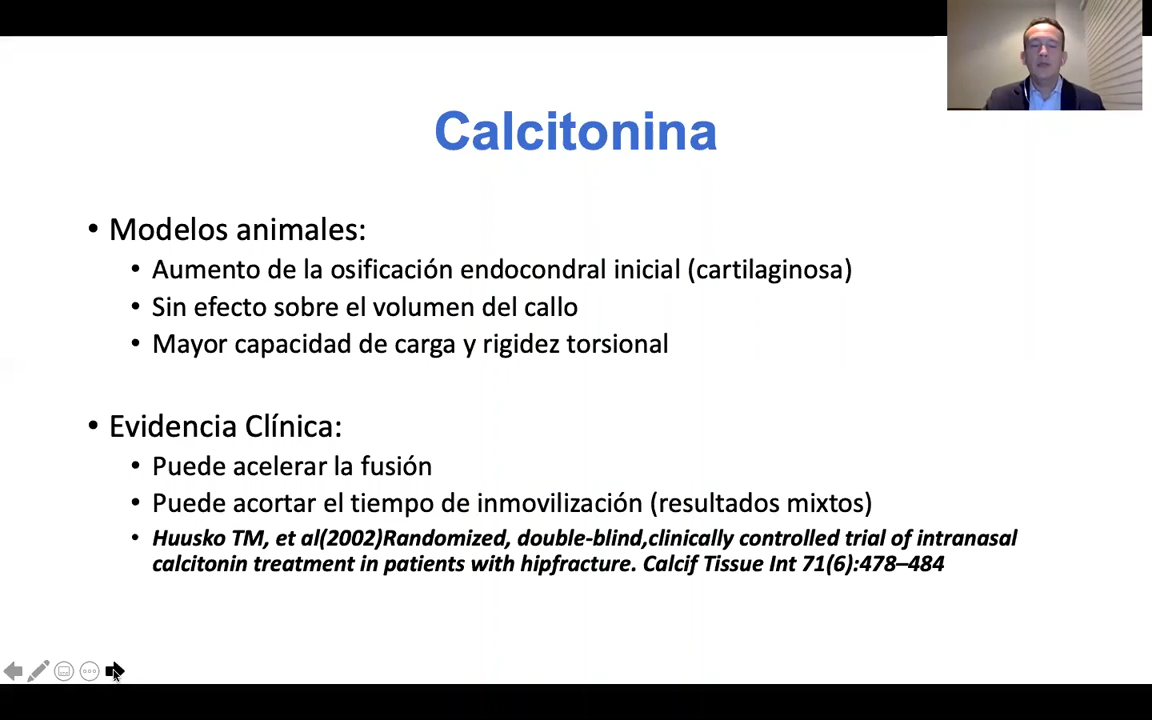 Calcitonina
• Modelos animales:
• Aumento de la osificación endocondral inicial (cartilaginosa)
• Sin efecto sobre el volumen del callo
• Mayor capacidad de carga y rigidez torsional
• Evidencia Clínica:
• Puede acelerar la fusión
• Puede acortar el tiempo de inmovilización (resultados mixtos)
• Huusko TM, et al(2002)Randomized, double-blind,clinically controlled trial of intranasal
calcitonin treatment in patients with hipfracture. Calcif Tissue Int 71(6):478–484